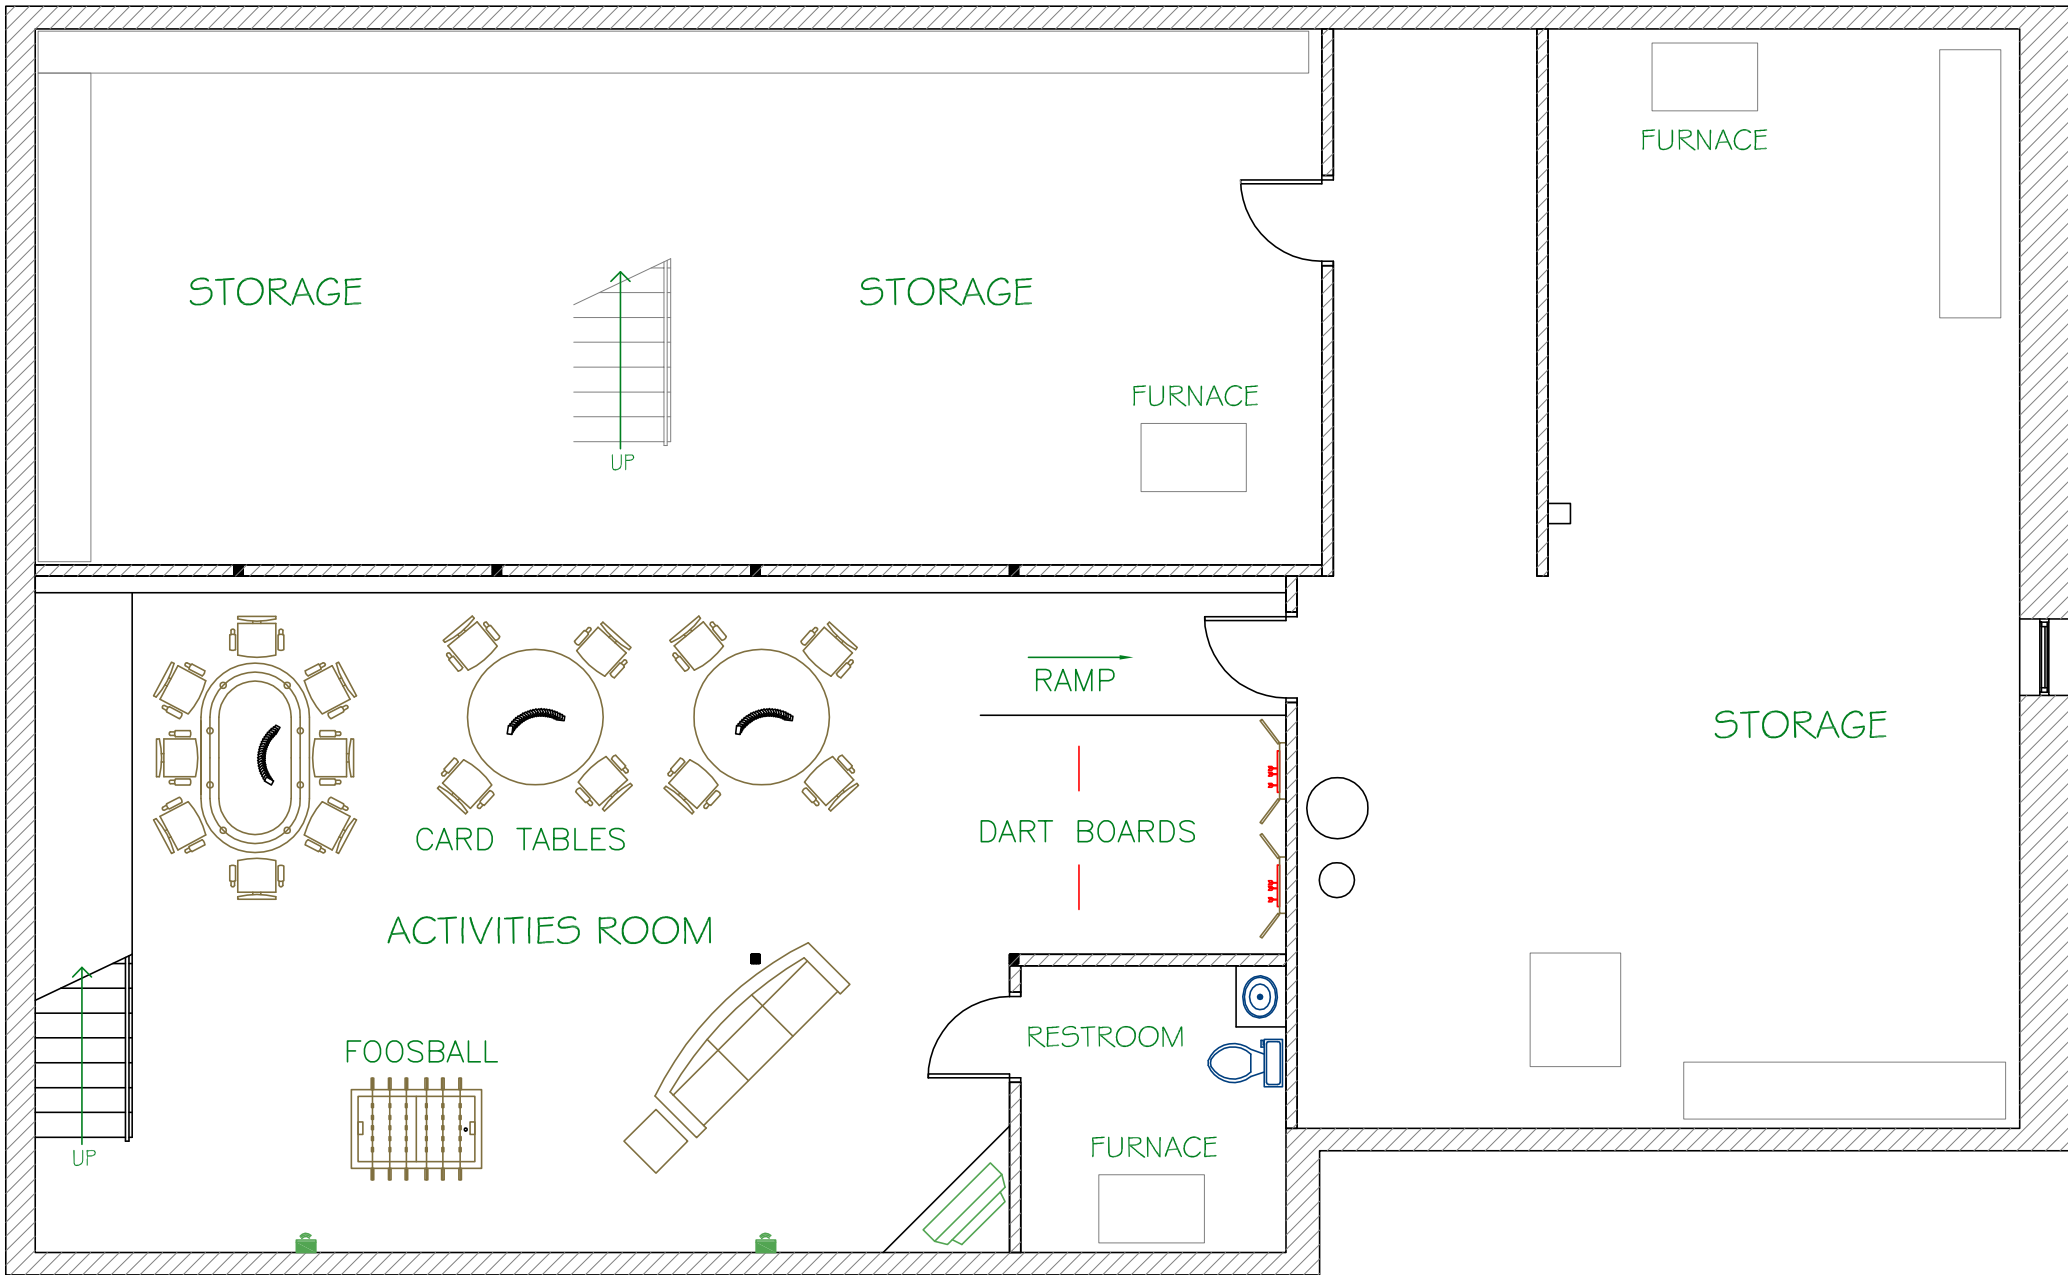 FURNACE
STORAGE
STORAGE
FURNACE
UP
RAMP
STORAGE
CARD TABLES
DART BOARDS
ACTIVITIES ROOM
RESTROOM
FOOSBALL
FURNACE
UP